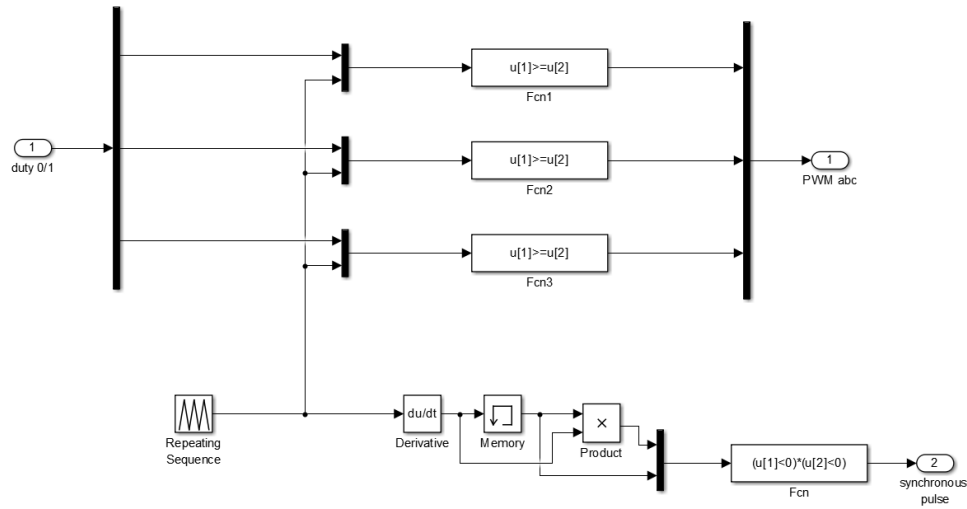 u[1]>=u[2]
Fcn1
1
duty 0/1
u[1]>=u[2]
Fcn2
1
PWM abc
u[1]>=u[2]
Fcn3
Repeating
Sequence
du/dt
Derivative
Memory
×
Product
(u[1]<0)*(u[2]<0)
Fcn
2
synchronous
pulse